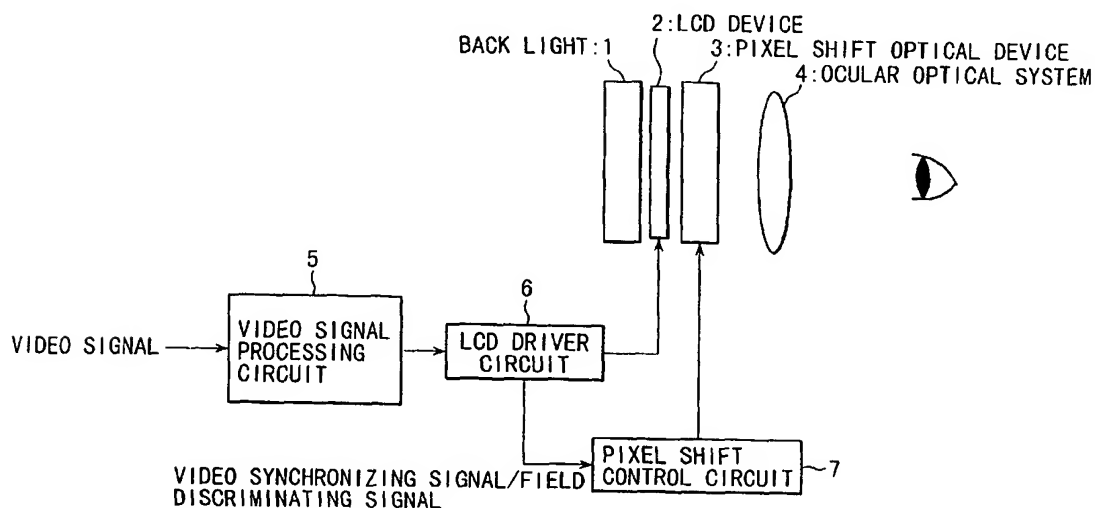 2:LCD DEVICE
BACK LIGHT:1
3:PIXEL SHIFT OPTICAL DEVICE
4:OCULAR OPTICAL SYSTEM
5
6
VIDEO SIGNAL
VIDEO SIGNAL
PROCESSING
CIRCUIT
LCD DRIVER
CIRCUIT
PIXEL SHIFT
CONTROL CIRCUIT
7
VIDEO SYNCHRONIZING SIGNAL/FIELD
DISCRIMINATING SIGNAL